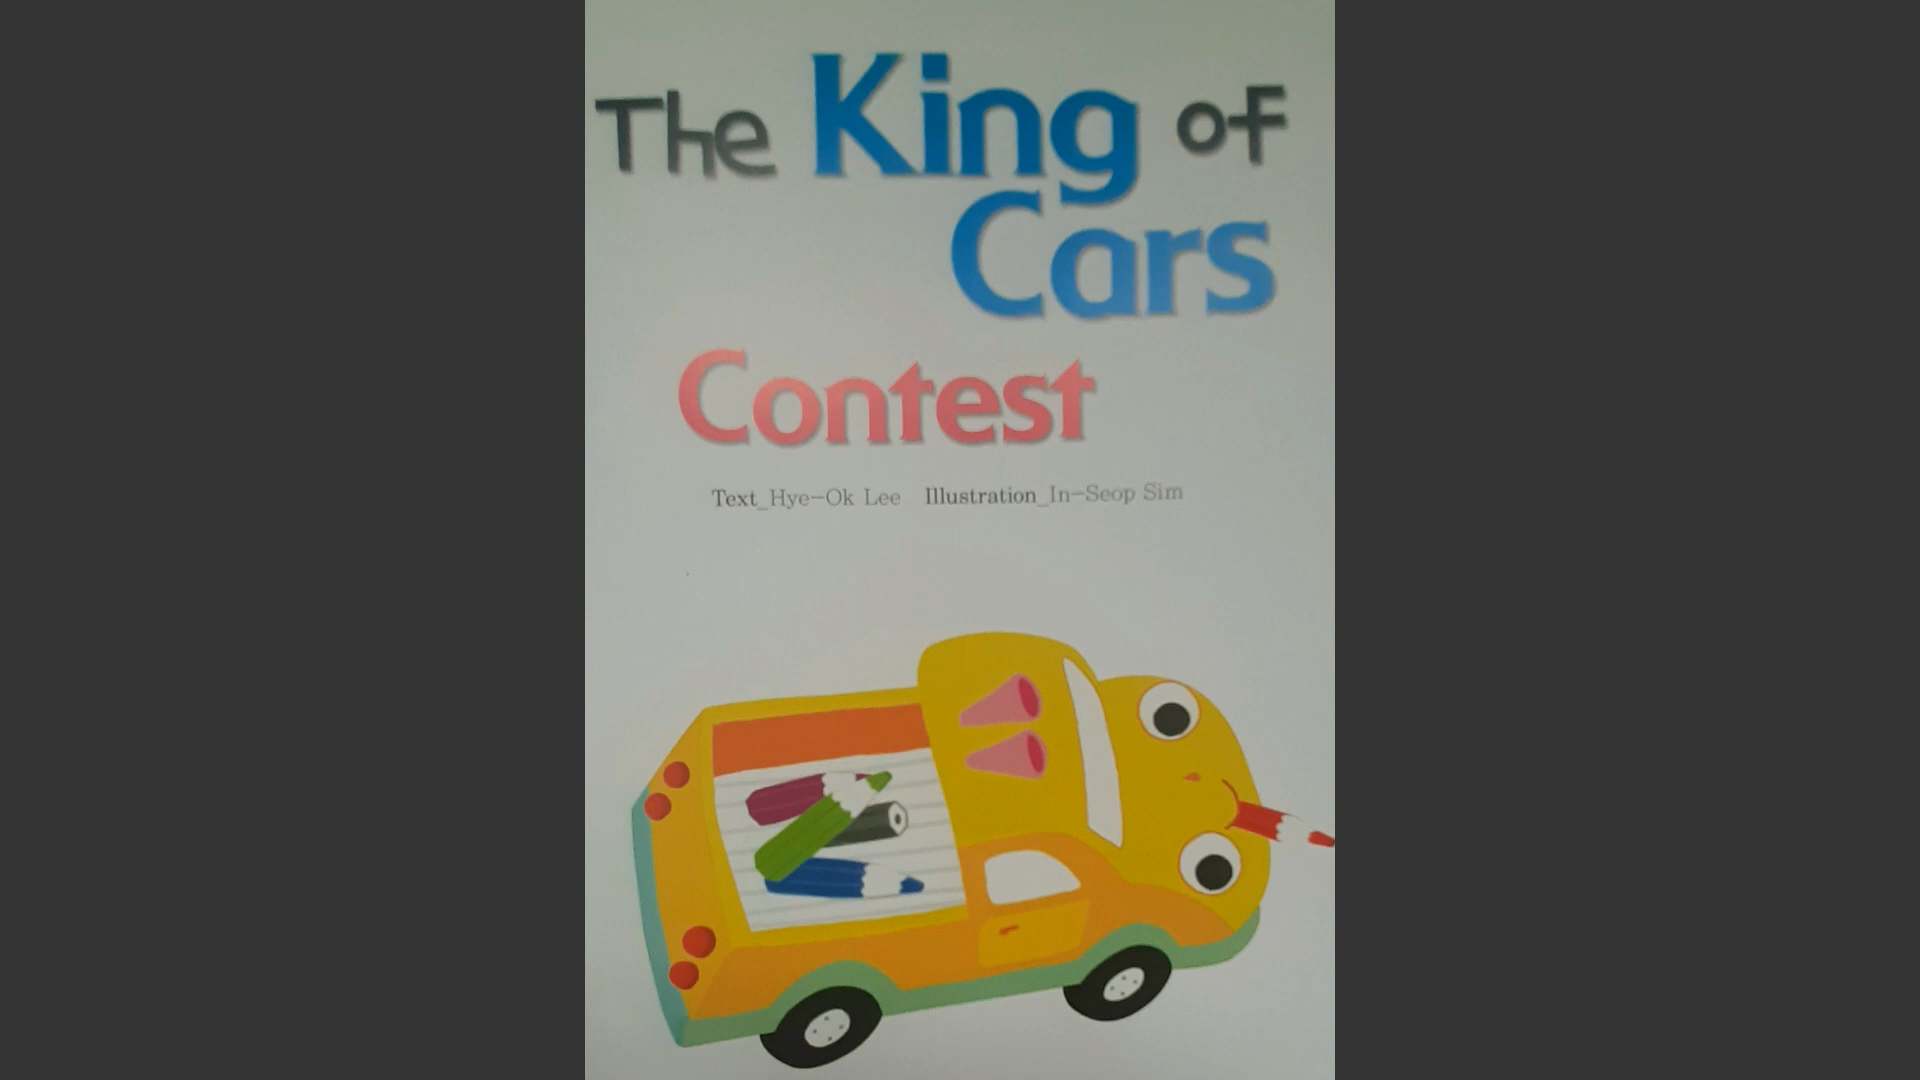 The King of
Cars
Contest
Text_Hye-Ok Lee Illustration_In-Seop Sim